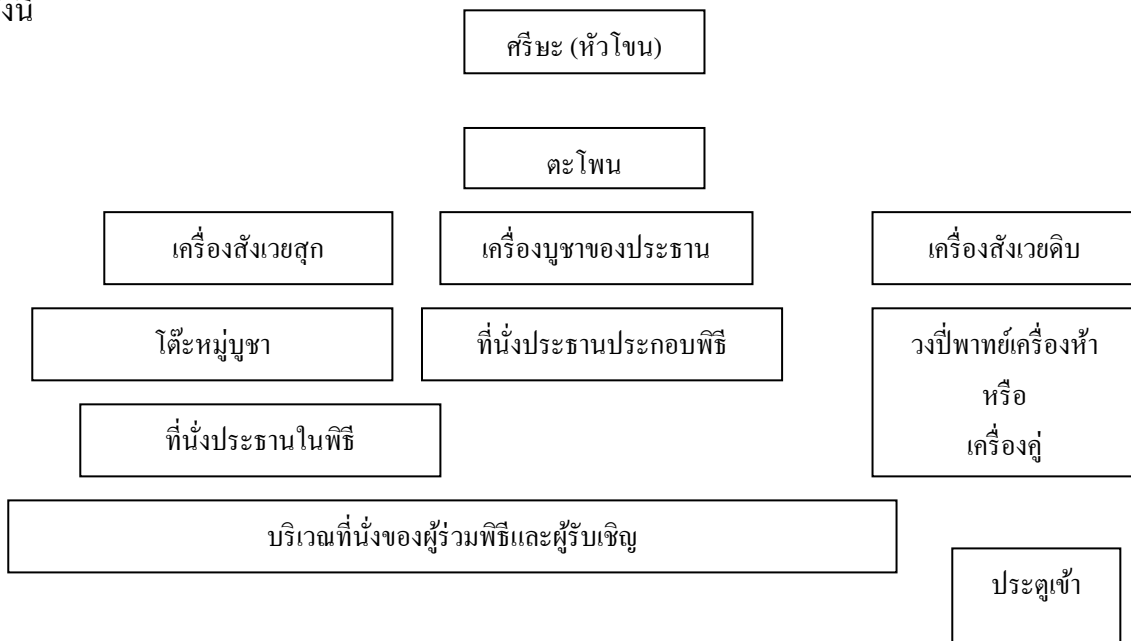 งนี้
ศรีษะ (หัวโขน)
ตะโพน
เครื่องสังเวยสุก
เครื่องบูชาของประธาน
เครื่องสังเวยดิบ
โต๊ะหมู่บูชา
ที่นั่งประธานประกอบพิธี
วงปี่พาทย์เครื่องห้า
หรือ
เครื่องคู่
ที่นั่งประธานในพิธี
บริเวณที่นั่งของผู้ร่วมพิธีและผู้รับเชิญ
ประตูเข้า